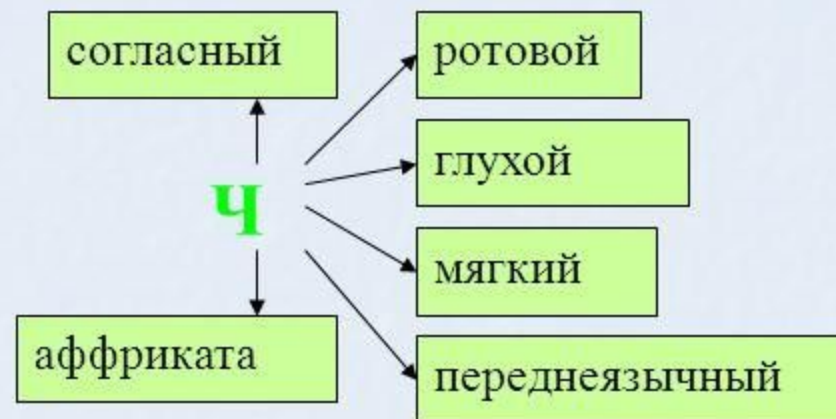 согласный
ротовой
глухой
ч
мягкий
аффриката
переднеязычный